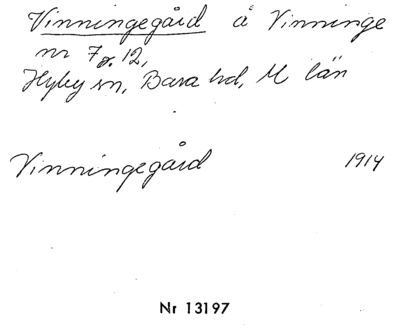 Vinningegård å Vinninge
nr 7 o. 12,
Hyby sn, Bara hd, M län
Vinningegård 1914
Nr 13197